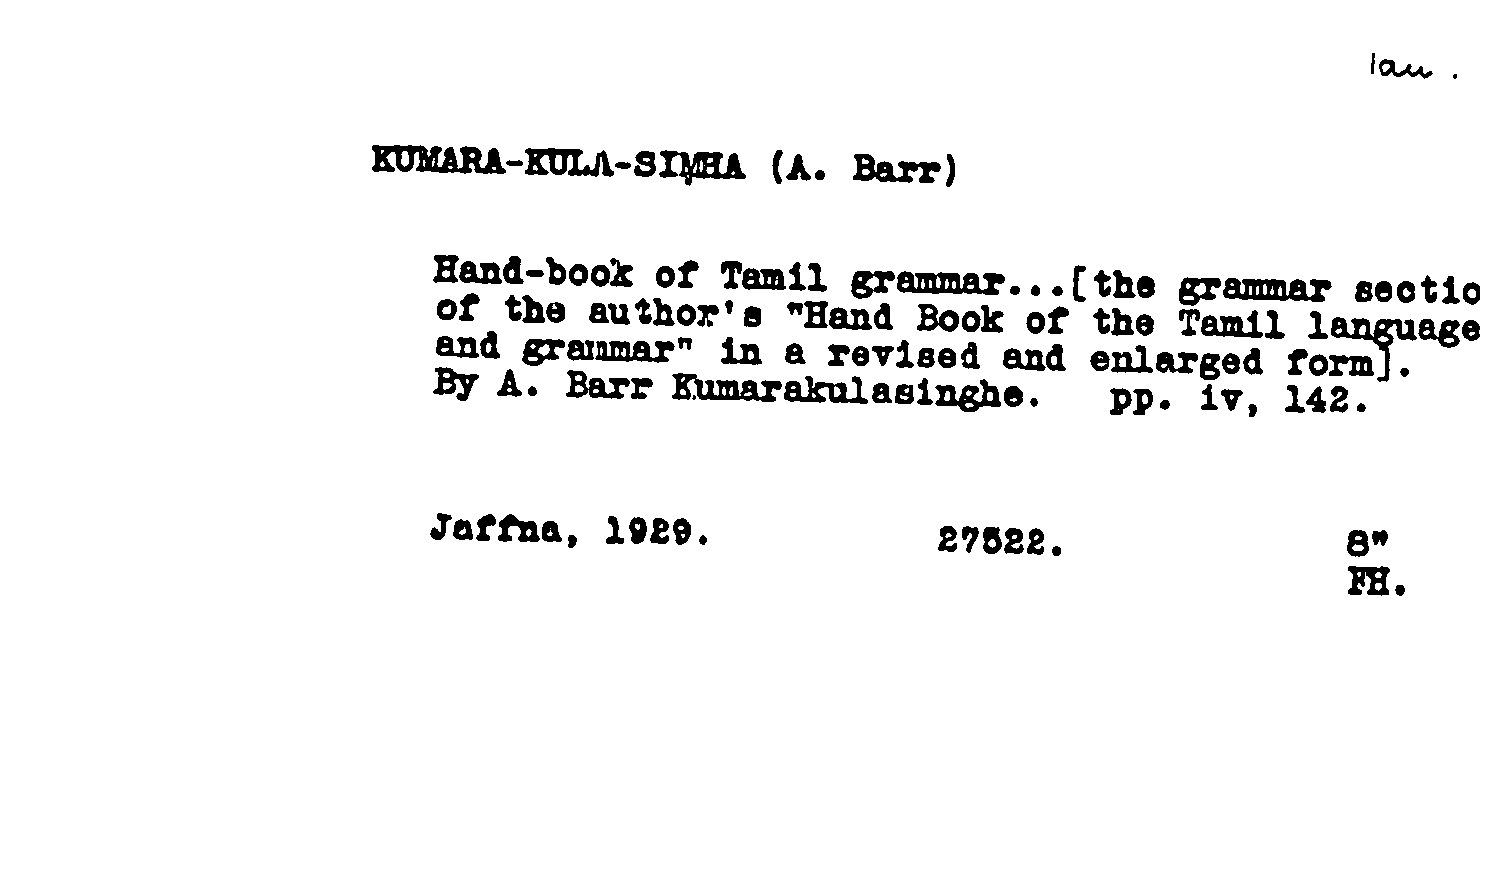 KUMARA-KULA-SIṂHA (A. Barr)
Hand-book of Tamil grammar...[the grammar sectio
of the author's "Hand Book of the Tamil language
and grammar" in a revised and enlarged form].
By A. Barr Kumarakulasinghe. pp. iv, 142.
Jaffna, 1929. 27522. 8"
FH.